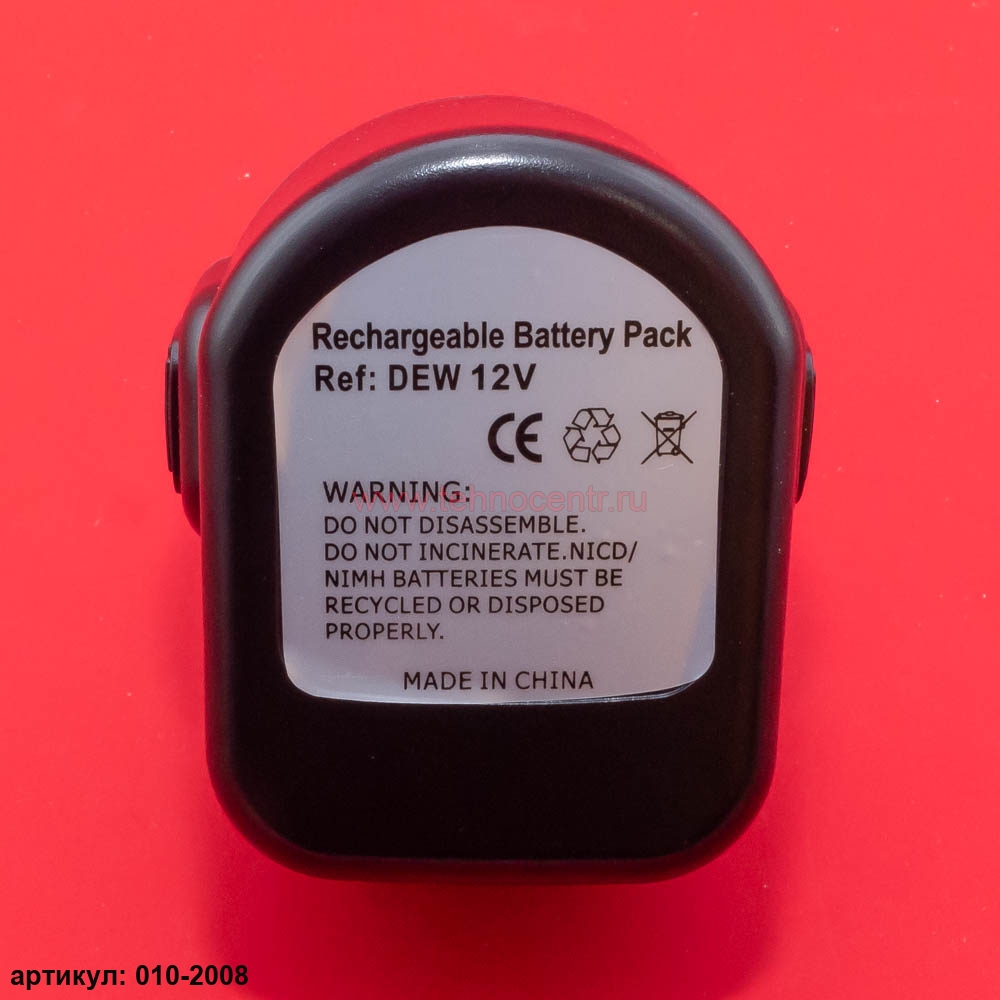 Rechargeable Battery Pack
Ref: DEW 12V
CE
WARNING:
www.tehnocentr.ru
DO NOT DISASSEMBLE.
DO NOT INCINERATE.NICD/
NIMH BATTERIES MUST BE
RECYCLED OR DISPOSED
PROPERLY.
MADE IN CHINA
артикул: 010-2008